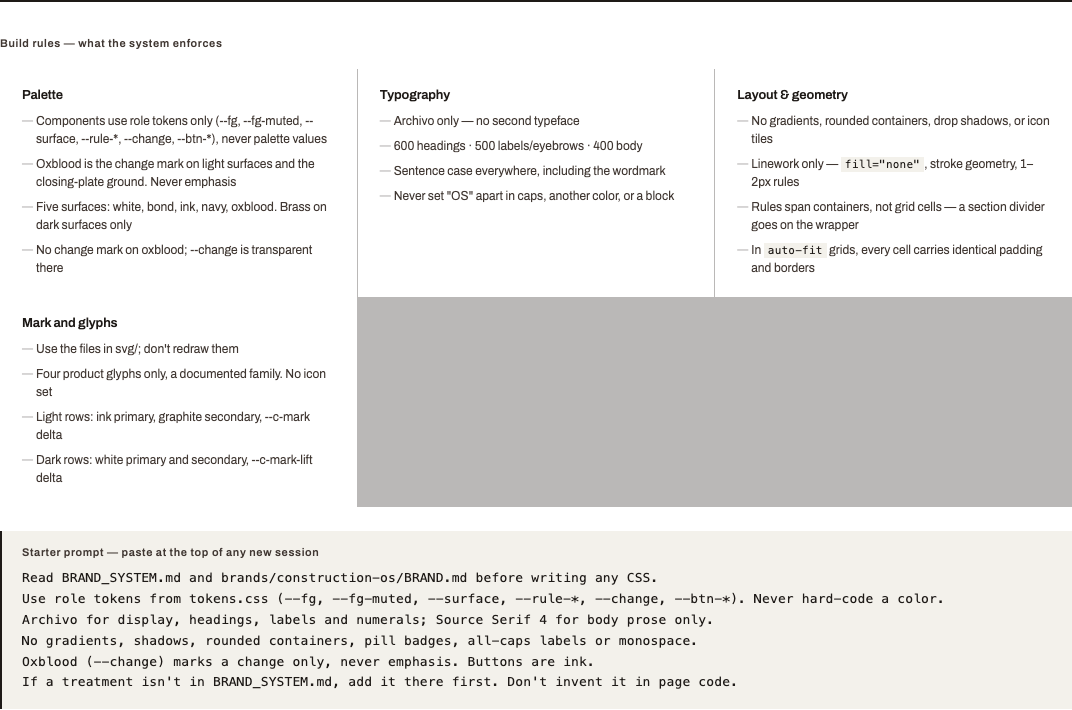 Build rules — what the system enforces
Palette
— Components use role tokens only (--fg, --fg-muted, --
surface, --rule-*, --change, --btn-*), never palette values
— Oxblood is the change mark on light surfaces and the
closing-plate ground. Never emphasis
— Five surfaces: white, bond, ink, navy, oxblood. Brass on
dark surfaces only
— No change mark on oxblood; --change is transparent
there
Typography
— Archivo only — no second typeface
— 600 headings · 500 labels/eyebrows · 400 body
— Sentence case everywhere, including the wordmark
— Never set "OS" apart in caps, another color, or a block
Layout & geometry
— No gradients, rounded containers, drop shadows, or icon
tiles
— Linework only — fill="none" , stroke geometry, 1–
2px rules
— Rules span containers, not grid cells — a section divider
goes on the wrapper
— In auto-fit grids, every cell carries identical padding
and borders
Mark and glyphs
— Use the files in svg/; don't redraw them
— Four product glyphs only, a documented family. No icon
set
— Light rows: ink primary, graphite secondary, --c-mark
delta
— Dark rows: white primary and secondary, --c-mark-lift
delta
Starter prompt — paste at the top of any new session
Read BRAND_SYSTEM.md and brands/construction-os/BRAND.md before writing any CSS.
Use role tokens from tokens.css (--fg, --fg-muted, --surface, --rule-*, --change, --btn-*). Never hard-code a color.
Archivo for display, headings, labels and numerals; Source Serif 4 for body prose only.
No gradients, shadows, rounded containers, pill badges, all-caps labels or monospace.
Oxblood (--change) marks a change only, never emphasis. Buttons are ink.
If a treatment isn't in BRAND_SYSTEM.md, add it there first. Don't invent it in page code.